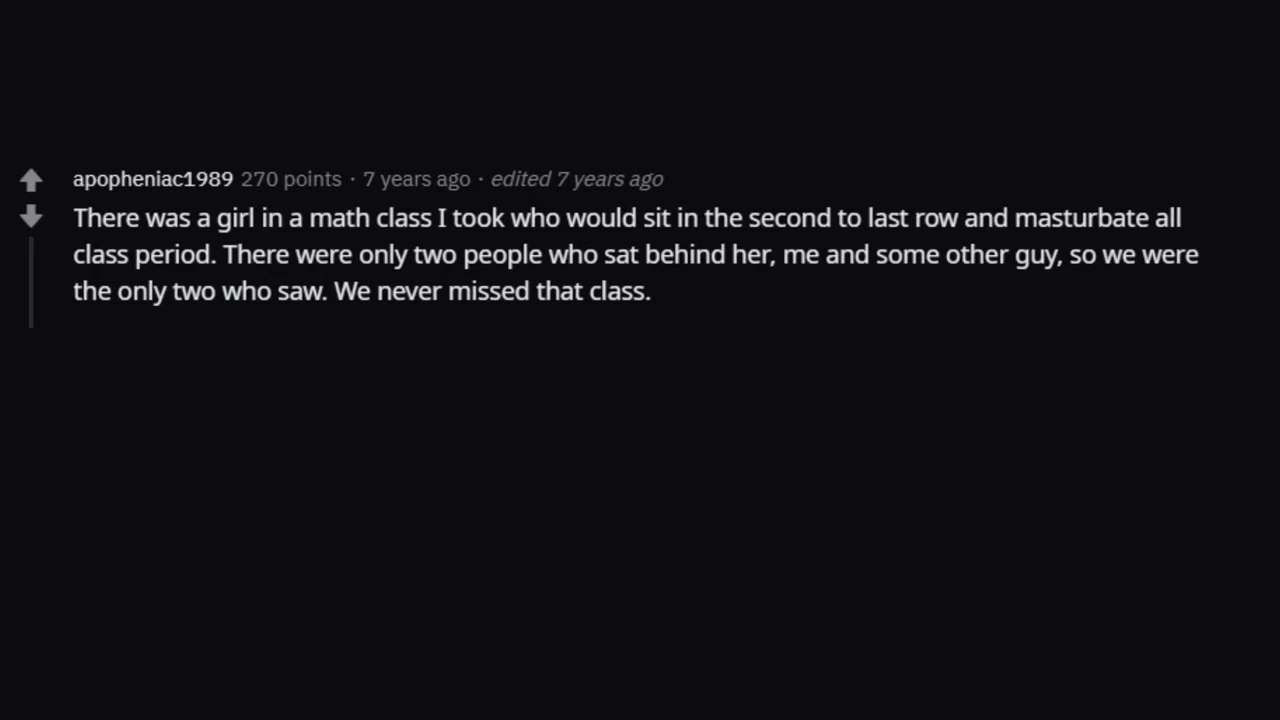 apopheniac1989 270 points · 7 years ago · edited 7 years ago
There was a girl in a math class I took who would sit in the second to last row and masturbate all
class period. There were only two people who sat behind her, me and some other guy, so we were
the only two who saw. We never missed that class.